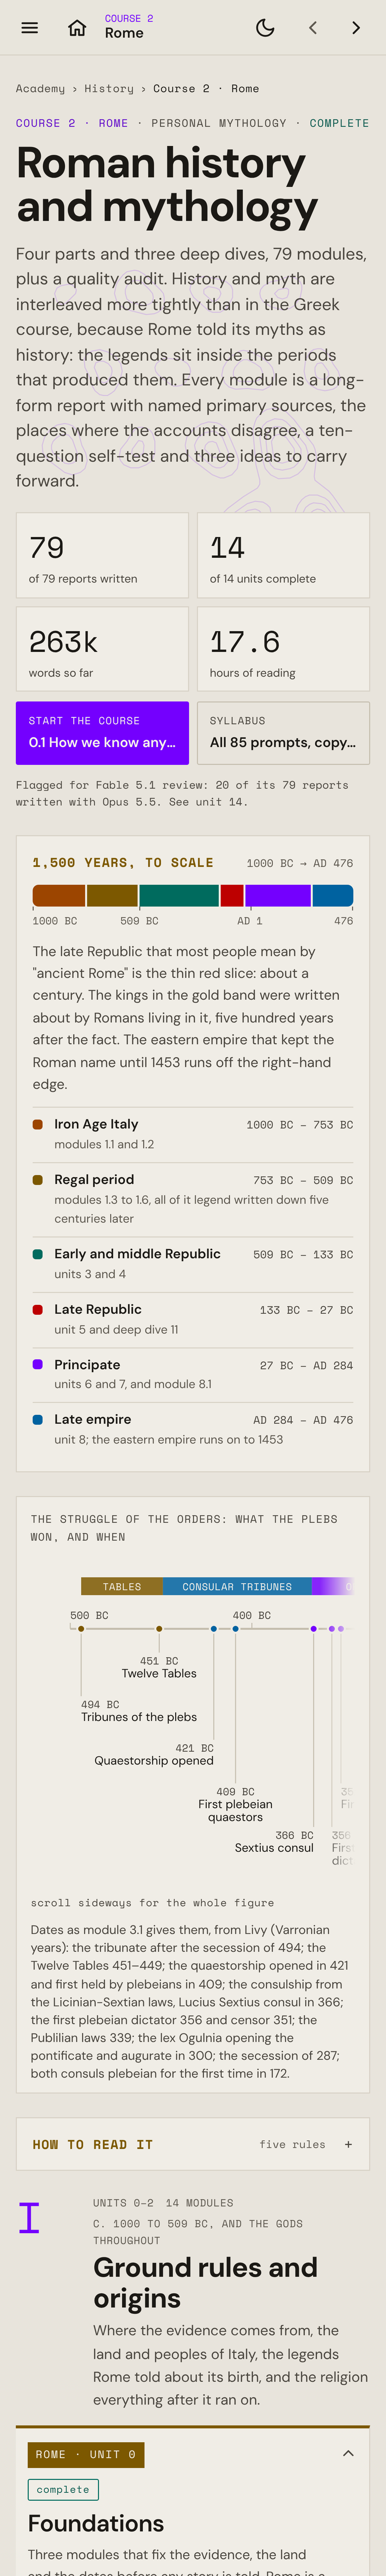 COURSE 2
Rome
Academy › History › Course 2 · Rome
COURSE 2 · ROME · PERSONAL MYTHOLOGY · COMPLETE
Roman history
and mythology
Four parts and three deep dives, 79 modules,
plus a quality audit. History and myth are
interleaved more tightly than in the Greek
course, because Rome told its myths as
history: the legends sit inside the periods
that produced them. Every module is a long-
form report with named primary sources, the
places where the accounts disagree, a ten-
question self-test and three ideas to carry
forward.
79
of 79 reports written
14
of 14 units complete
263k
words so far
17.6
hours of reading
START THE COURSE
0.1 How we know any…
SYLLABUS
All 85 prompts, copy…
Flagged for Fable 5.1 review: 20 of its 79 reports
written with Opus 5.5. See unit 14.
1,500 YEARS, TO SCALE
1000 BC → AD 476
1000 BC 509 BC AD 1 476
The late Republic that most people mean by
"ancient Rome" is the thin red slice: about a
century. The kings in the gold band were written
about by Romans living in it, five hundred years
after the fact. The eastern empire that kept the
Roman name until 1453 runs off the right-hand
edge.
Iron Age Italy 1000 BC – 753 BC
modules 1.1 and 1.2
Regal period 753 BC – 509 BC
modules 1.3 to 1.6, all of it legend written down five
centuries later
Early and middle Republic 509 BC – 133 BC
units 3 and 4
Late Republic 133 BC – 27 BC
unit 5 and deep dive 11
Principate 27 BC – AD 284
units 6 and 7, and module 8.1
Late empire AD 284 – AD 476
unit 8; the eastern empire runs on to 1453
THE STRUGGLE OF THE ORDERS: WHAT THE PLEBS
WON, AND WHEN
TABLES CONSULAR TRIBUNES
500 BC 400 BC
451 BC
Twelve Tables
494 BC
Tribunes of the plebs
421 BC
Quaestorship opened
409 BC
First plebeian
quaestors
366 BC
Sextius consul
356
First
dict
scroll sideways for the whole figure
Dates as module 3.1 gives them, from Livy (Varronian
years): the tribunate after the secession of 494; the
Twelve Tables 451–449; the quaestorship opened in 421
and first held by plebeians in 409; the consulship from
the Licinian-Sextian laws, Lucius Sextius consul in 366;
the first plebeian dictator 356 and censor 351; the
Publilian laws 339; the lex Ogulnia opening the
pontificate and augurate in 300; the secession of 287;
both consuls plebeian for the first time in 172.
HOW TO READ IT five rules +
I
UNITS 0–2 14 MODULES
C. 1000 TO 509 BC, AND THE GODS
THROUGHOUT
Ground rules and
origins
Where the evidence comes from, the
land and peoples of Italy, the legends
Rome told about its birth, and the religion
everything after it ran on.
ROME · UNIT 0
complete
Foundations
Three modules that fix the evidence, the land